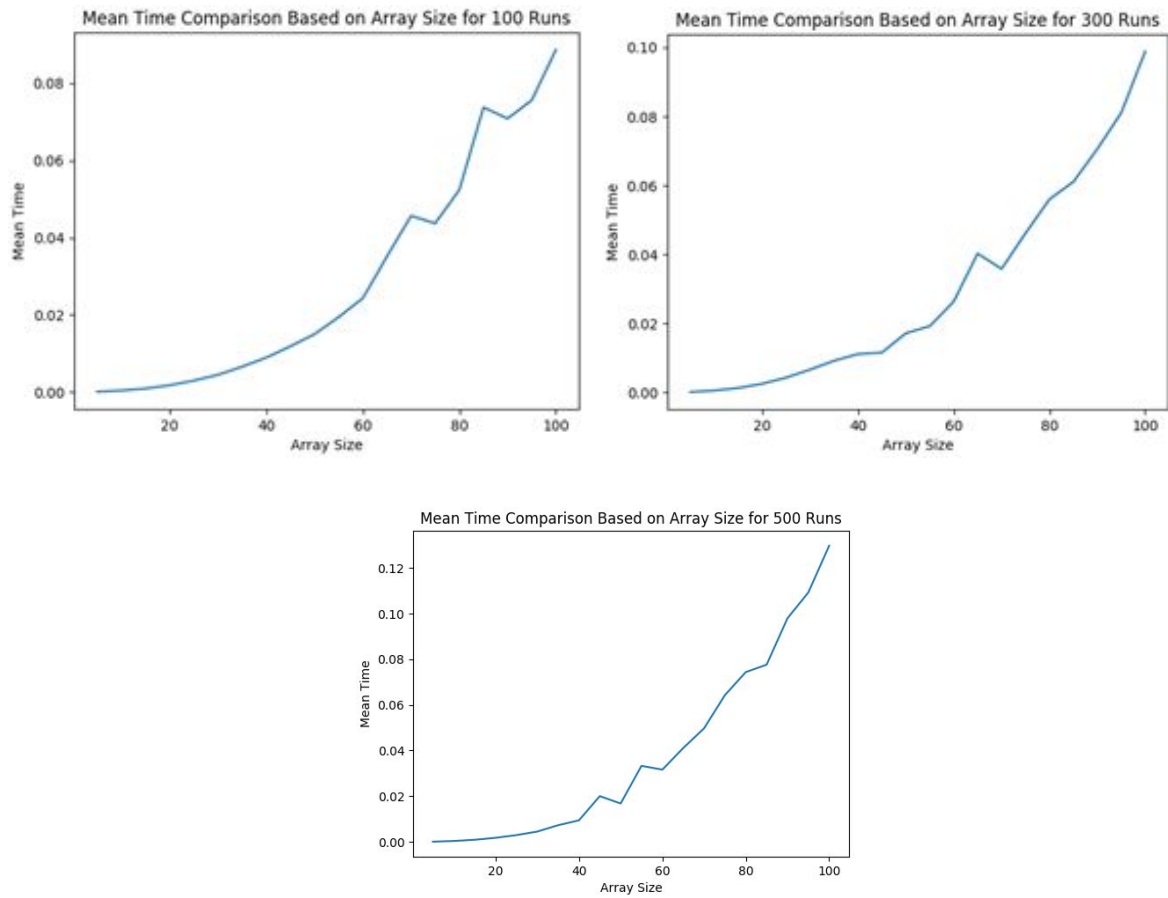 Mean Time Comparison Based on Array Size for 100 Runs
0.08
0.06
0.04
0.02
0.00
Mean Time
20 40 60 80 100
Array Size
Mean Time Comparison Based on Array Size for 300 Runs
0.10
0.08
0.06
0.04
0.02
0.00
Mean Time
20 40 60 80 100
Array Size
Mean Time Comparison Based on Array Size for 500 Runs
0.12
0.10
0.08
0.06
0.04
0.02
0.00
Mean Time
20 40 60 80 100
Array Size